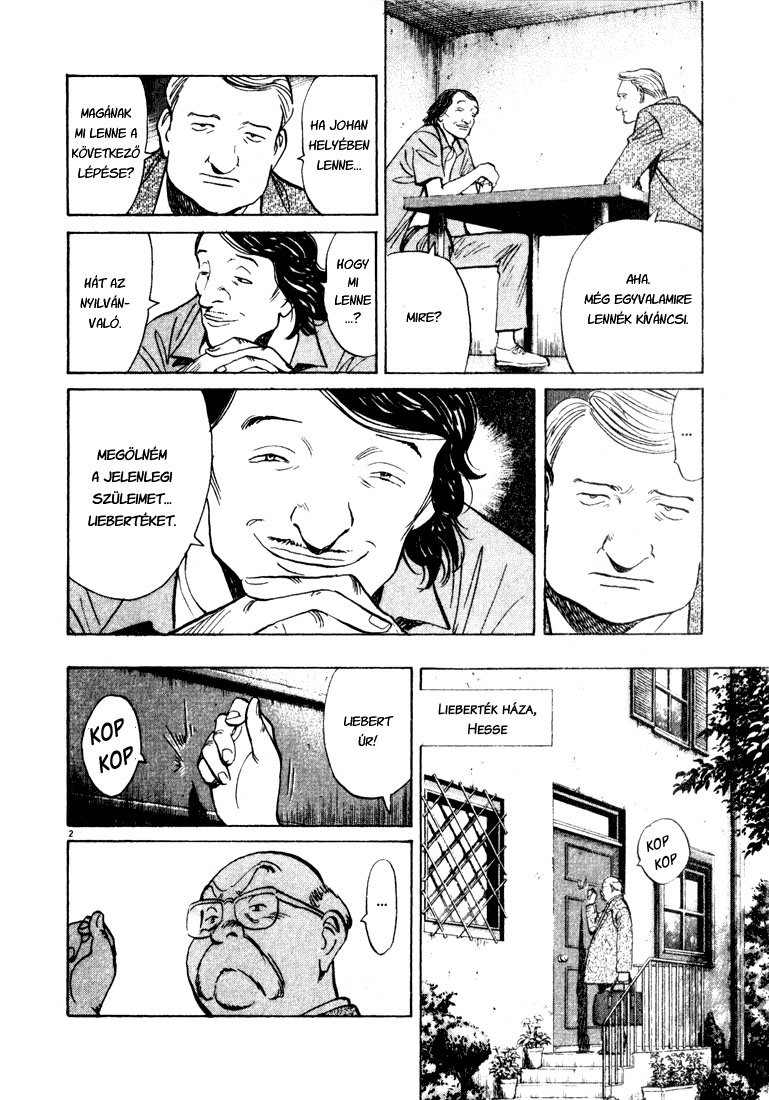 AHA.
MÉG EGYVALAMIRE
LENNÉK KÍVÁNCSI.
MIRE?
HA JOHAN
HELYÉBEN
LENNE...
MAGÁNAK
MI LENNE A
KÖVETKEZŐ
LÉPÉSE?
HOGY
MI
LENNE
...?
HÁT AZ
NYILVÁN-
VALÓ.
...
MEGÖLNÉM
A JELENLEGI
SZÜLEIMET...
LIEBERTÉKET.
LIEBERTÉK HÁZA,
HESSE
KOP
KOP
LIEBERT
ÚR!
KOP
KOP
...
2